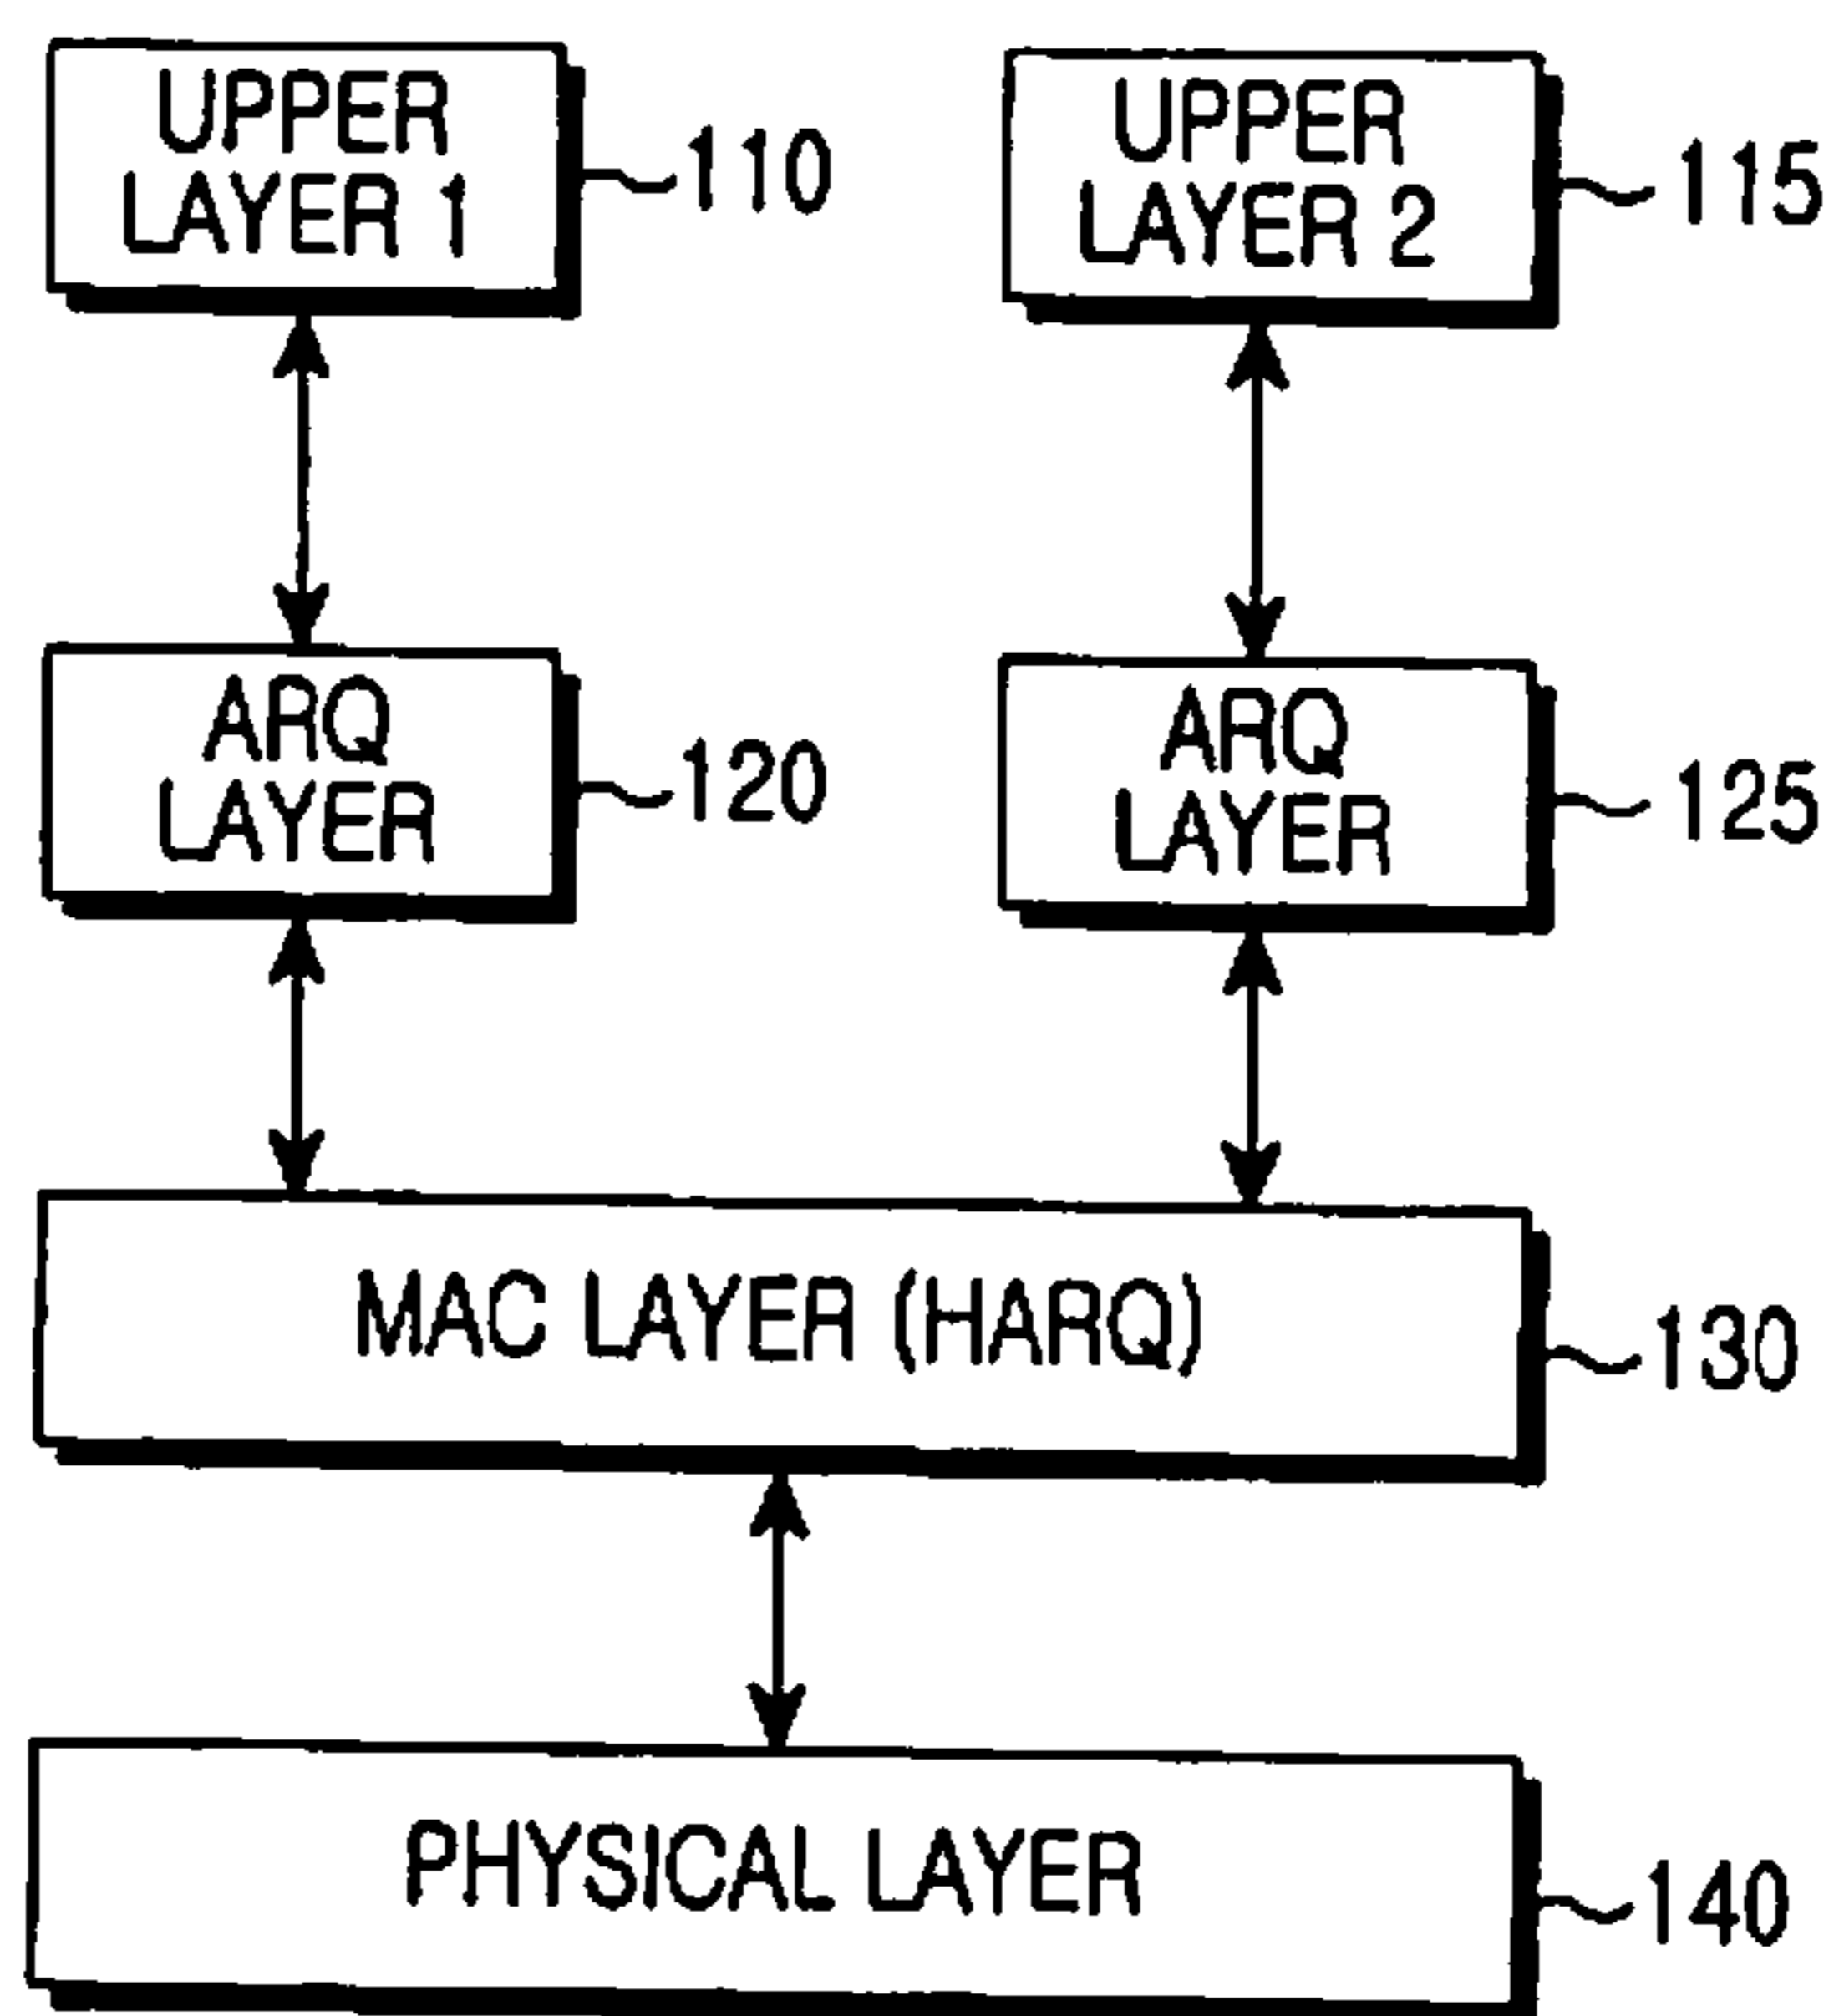 UPPER
LAYER 1
110
UPPER
LAYER 2
115
ARQ
LAYER
120
ARQ
LAYER
125
MAC LAYER (HARQ)
130
PHYSICAL LAYER
140